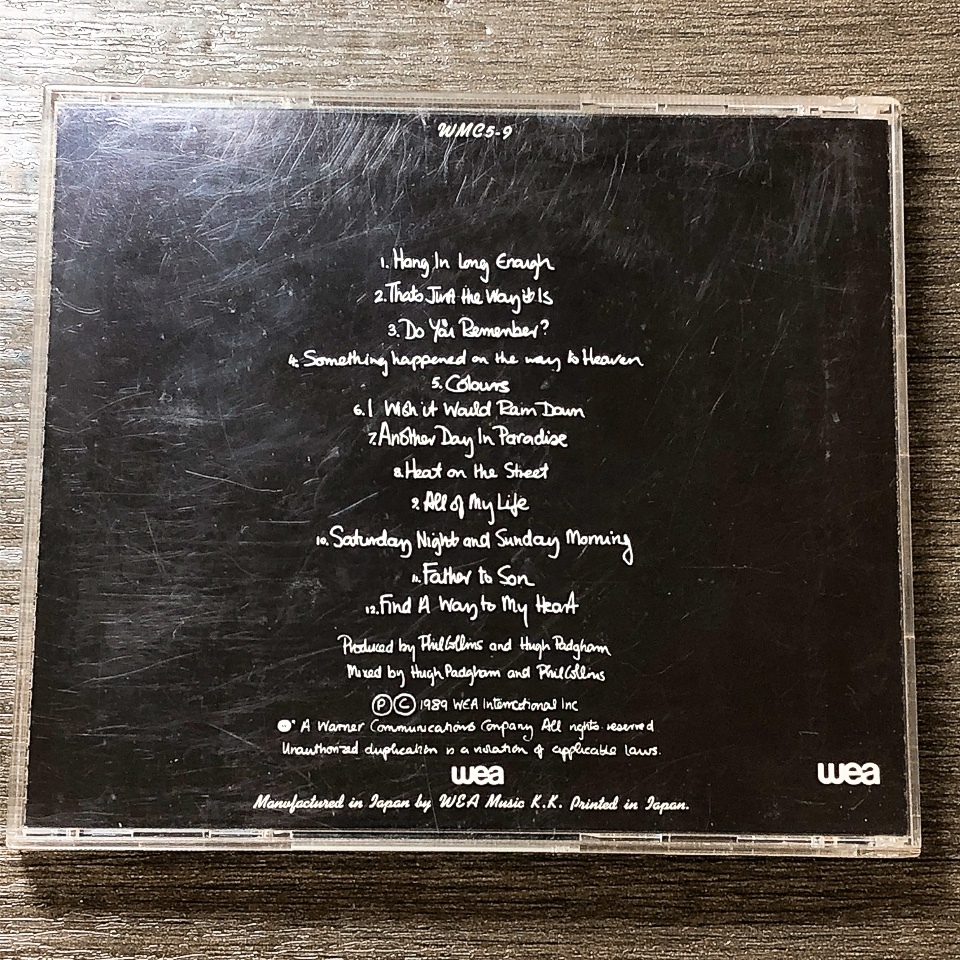 WMC5-9
1. Hang In Long Enough
2. Thats Just the Way it Is
3. Do You Remember?
4. Something happened on the way to Heaven
5. Colours
6. I Wish it Would Rain Down
7. Another Day In Paradise
8. Heat on the Street
9. All of My Life
10. Saturday Night and Sunday Morning
11. Father to Son
12. Find A Way to My Heart
Produced by Phil Collins and Hugh Padgham
Mixed by Hugh Padgham and Phil Collins
Ⓟ Ⓒ 1989 WEA International Inc
A Warner Communications Company All rights reserved
Unauthorized duplication is a violation of applicable laws.
wea
wea
Manufactured in Japan by WEA Music K.K. Printed in Japan.